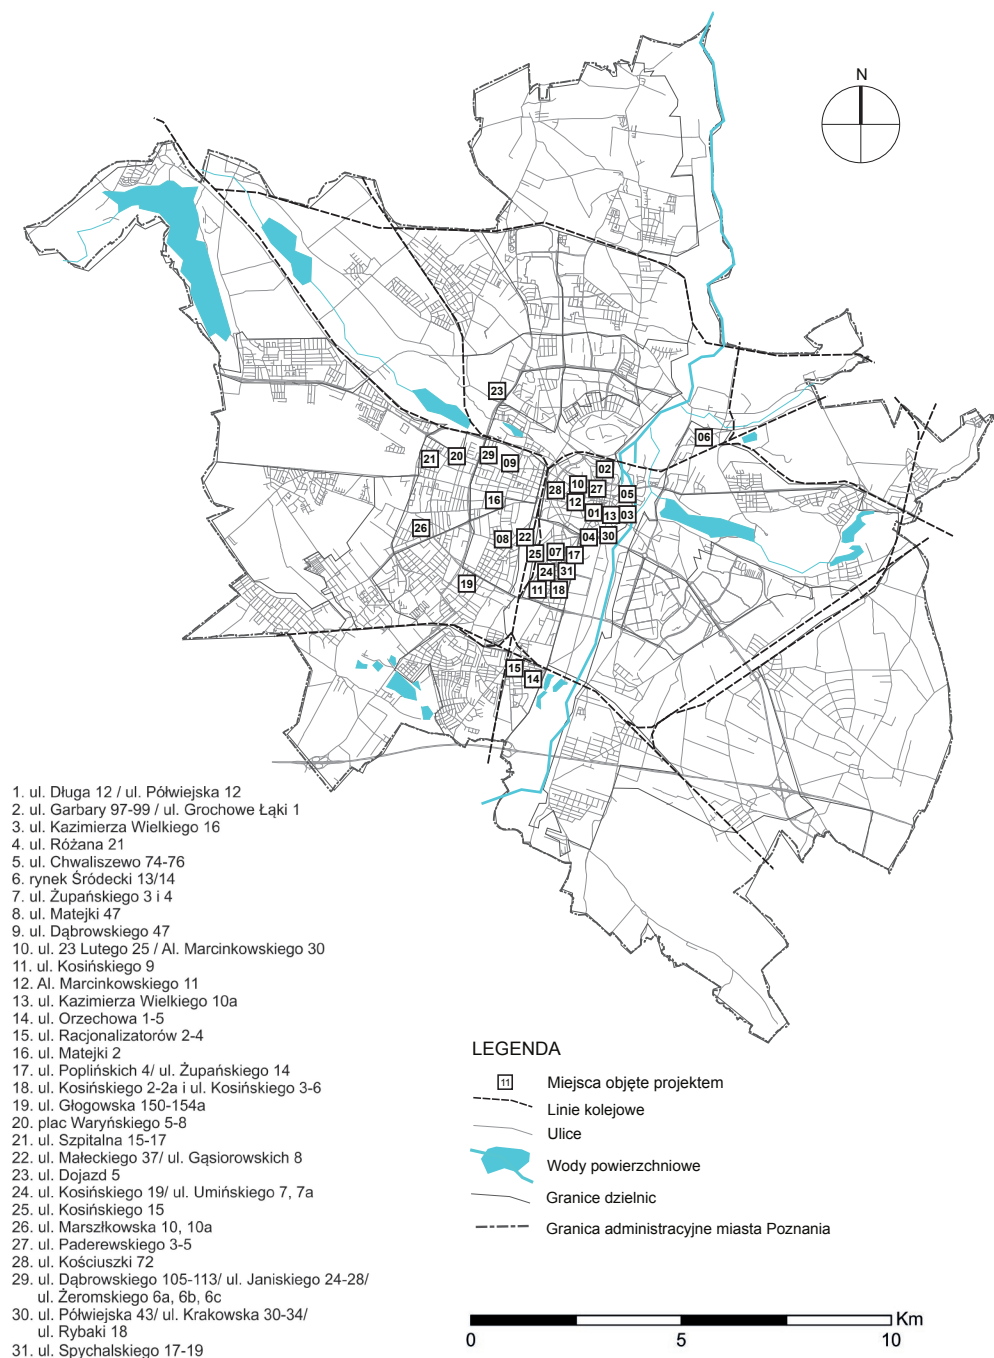 N
23
06
21
20
29
09
02
28
10
27
12
05
16
01
13
03
26
08
22
04
30
25
07
17
24
31
19
11
18
15
14
1. ul. Długa 12 / ul. Półwiejska 12
2. ul. Garbary 97-99 / ul. Grochowe Łąki 1
3. ul. Kazimierza Wielkiego 16
4. ul. Różana 21
5. ul. Chwaliszewo 74-76
6. rynek Śródecki 13/14
7. ul. Żupańskiego 3 i 4
8. ul. Matejki 47
9. ul. Dąbrowskiego 47
10. ul. 23 Lutego 25 / Al. Marcinkowskiego 30
11. ul. Kosińskiego 9
12. Al. Marcinkowskiego 11
13. ul. Kazimierza Wielkiego 10a
14. ul. Orzechowa 1-5
15. ul. Racjonalizatorów 2-4
16. ul. Matejki 2
17. ul. Poplińskich 4/ ul. Żupańskiego 14
18. ul. Kosińskiego 2-2a i ul. Kosińskiego 3-6
19. ul. Głogowska 150-154a
20. plac Waryńskiego 5-8
21. ul. Szpitalna 15-17
22. ul. Małeckiego 37/ ul. Gąsiorowskich 8
23. ul. Dojazd 5
24. ul. Kosińskiego 19/ ul. Umińskiego 7, 7a
25. ul. Kosińskiego 15
26. ul. Marszłkowska 10, 10a
27. ul. Paderewskiego 3-5
28. ul. Kościuszki 72
29. ul. Dąbrowskiego 105-113/ ul. Janiskiego 24-28/
ul. Żeromskiego 6a, 6b, 6c
30. ul. Półwiejska 43/ ul. Krakowska 30-34/
ul. Rybaki 18
31. ul. Spychalskiego 17-19
LEGENDA
11 Miejsca objęte projektem
Linie kolejowe
Ulice
Wody powierzchniowe
Granice dzielnic
Granica administracyjne miasta Poznania
Km
0 5 10